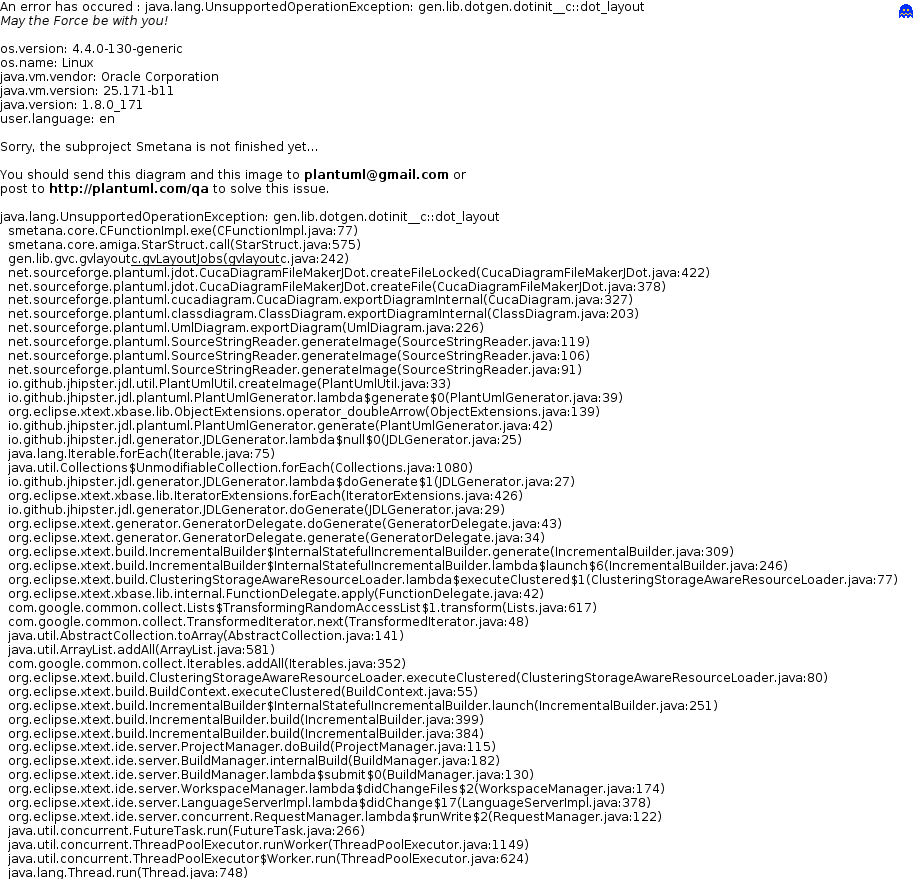 An error has occured : java.lang.UnsupportedOperationException: gen.lib.dotgen.dotinit__c::dot_layout
May the Force be with you!
os.version: 4.4.0-130-generic
os.name: Linux
java.vm.vendor: Oracle Corporation
java.vm.version: 25.171-b11
java.version: 1.8.0_171
user.language: en
Sorry, the subproject Smetana is not finished yet...
You should send this diagram and this image to plantuml@gmail.com or
post to http://plantuml.com/qa to solve this issue.
java.lang.UnsupportedOperationException: gen.lib.dotgen.dotinit__c::dot_layout
smetana.core.CFunctionImpl.exe(CFunctionImpl.java:77)
smetana.core.amiga.StarStruct.call(StarStruct.java:575)
gen.lib.gvc.gvlayoutc.gvLayoutJobs(gvlayoutc.java:242)
net.sourceforge.plantuml.jdot.CucaDiagramFileMakerJDot.createFileLocked(CucaDiagramFileMakerJDot.java:422)
net.sourceforge.plantuml.jdot.CucaDiagramFileMakerJDot.createFile(CucaDiagramFileMakerJDot.java:378)
net.sourceforge.plantuml.cucadiagram.CucaDiagram.exportDiagramInternal(CucaDiagram.java:327)
net.sourceforge.plantuml.classdiagram.ClassDiagram.exportDiagramInternal(ClassDiagram.java:203)
net.sourceforge.plantuml.UmlDiagram.exportDiagram(UmlDiagram.java:226)
net.sourceforge.plantuml.SourceStringReader.generateImage(SourceStringReader.java:119)
net.sourceforge.plantuml.SourceStringReader.generateImage(SourceStringReader.java:106)
net.sourceforge.plantuml.SourceStringReader.generateImage(SourceStringReader.java:91)
io.github.jhipster.jdl.util.PlantUmlUtil.createImage(PlantUmlUtil.java:33)
io.github.jhipster.jdl.plantuml.PlantUmlGenerator.lambda$generate$0(PlantUmlGenerator.java:39)
org.eclipse.xtext.xbase.lib.ObjectExtensions.operator_doubleArrow(ObjectExtensions.java:139)
io.github.jhipster.jdl.plantuml.PlantUmlGenerator.generate(PlantUmlGenerator.java:42)
io.github.jhipster.jdl.generator.JDLGenerator.lambda$null$0(JDLGenerator.java:25)
java.lang.Iterable.forEach(Iterable.java:75)
java.util.Collections$UnmodifiableCollection.forEach(Collections.java:1080)
io.github.jhipster.jdl.generator.JDLGenerator.lambda$doGenerate$1(JDLGenerator.java:27)
org.eclipse.xtext.xbase.lib.IteratorExtensions.forEach(IteratorExtensions.java:426)
io.github.jhipster.jdl.generator.JDLGenerator.doGenerate(JDLGenerator.java:29)
org.eclipse.xtext.generator.GeneratorDelegate.doGenerate(GeneratorDelegate.java:43)
org.eclipse.xtext.generator.GeneratorDelegate.generate(GeneratorDelegate.java:34)
org.eclipse.xtext.build.IncrementalBuilder$InternalStatefulIncrementalBuilder.generate(IncrementalBuilder.java:309)
org.eclipse.xtext.build.IncrementalBuilder$InternalStatefulIncrementalBuilder.lambda$launch$6(IncrementalBuilder.java:246)
org.eclipse.xtext.build.ClusteringStorageAwareResourceLoader.lambda$executeClustered$1(ClusteringStorageAwareResourceLoader.java:77)
org.eclipse.xtext.xbase.lib.internal.FunctionDelegate.apply(FunctionDelegate.java:42)
com.google.common.collect.Lists$TransformingRandomAccessList$1.transform(Lists.java:617)
com.google.common.collect.TransformedIterator.next(TransformedIterator.java:48)
java.util.AbstractCollection.toArray(AbstractCollection.java:141)
java.util.ArrayList.addAll(ArrayList.java:581)
com.google.common.collect.Iterables.addAll(Iterables.java:352)
org.eclipse.xtext.build.ClusteringStorageAwareResourceLoader.executeClustered(ClusteringStorageAwareResourceLoader.java:80)
org.eclipse.xtext.build.BuildContext.executeClustered(BuildContext.java:55)
org.eclipse.xtext.build.IncrementalBuilder$InternalStatefulIncrementalBuilder.launch(IncrementalBuilder.java:251)
org.eclipse.xtext.build.IncrementalBuilder.build(IncrementalBuilder.java:399)
org.eclipse.xtext.build.IncrementalBuilder.build(IncrementalBuilder.java:384)
org.eclipse.xtext.ide.server.ProjectManager.doBuild(ProjectManager.java:115)
org.eclipse.xtext.ide.server.BuildManager.internalBuild(BuildManager.java:182)
org.eclipse.xtext.ide.server.BuildManager.lambda$submit$0(BuildManager.java:130)
org.eclipse.xtext.ide.server.WorkspaceManager.lambda$didChangeFiles$2(WorkspaceManager.java:174)
org.eclipse.xtext.ide.server.LanguageServerImpl.lambda$didChange$17(LanguageServerImpl.java:378)
org.eclipse.xtext.ide.server.concurrent.RequestManager.lambda$runWrite$2(RequestManager.java:122)
java.util.concurrent.FutureTask.run(FutureTask.java:266)
java.util.concurrent.ThreadPoolExecutor.runWorker(ThreadPoolExecutor.java:1149)
java.util.concurrent.ThreadPoolExecutor$Worker.run(ThreadPoolExecutor.java:624)
java.lang.Thread.run(Thread.java:748)